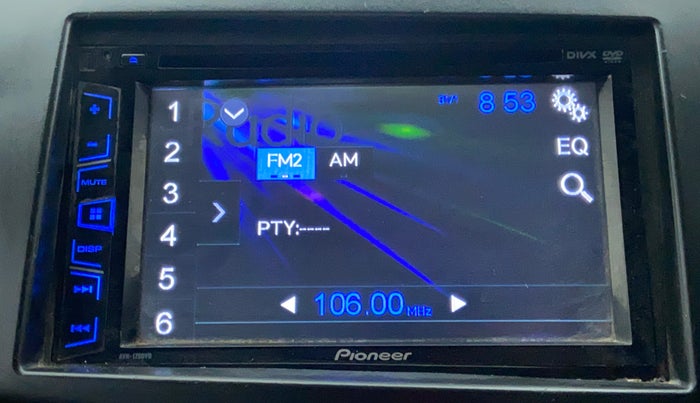 DIVX DVD
8 53
Radio
1
2
3
4
5
6
FM2 AM
EQ
PTY:----
106.00 MHz
+
-
MUTE
DISP
Pioneer